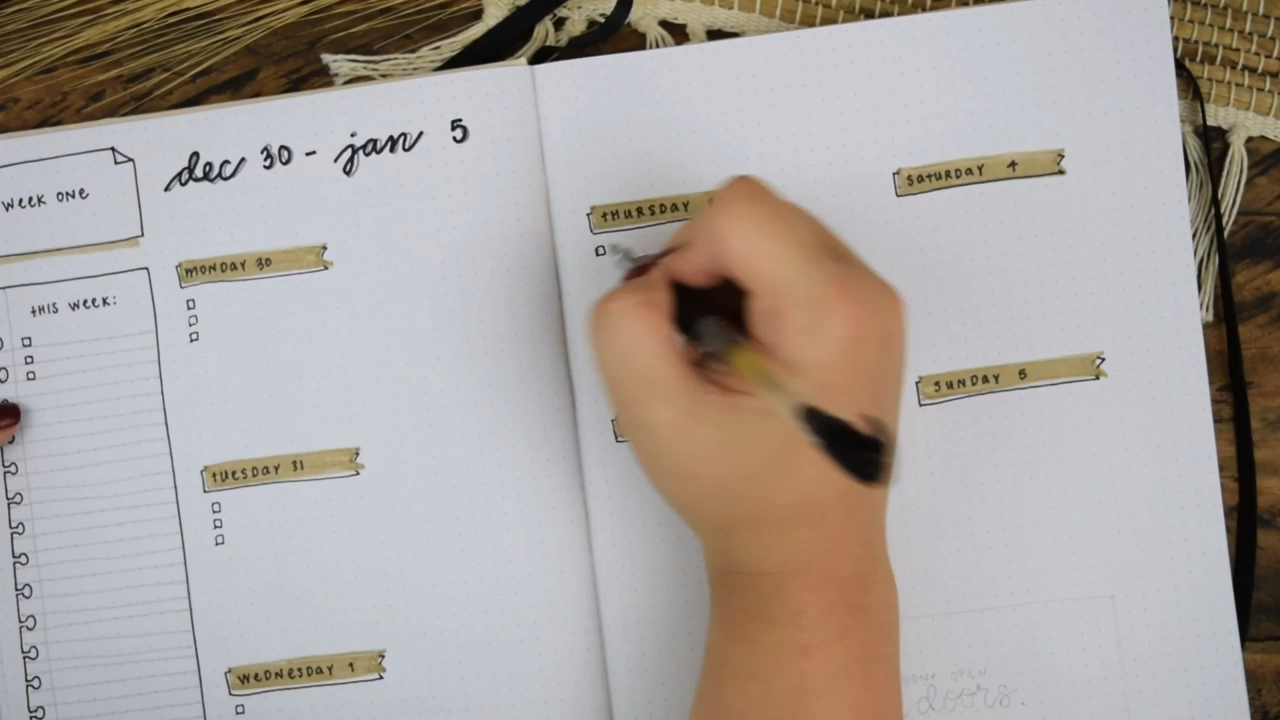 dec 30 - jan 5
WEEK ONE
THIS WEEK:
MONDAY 30
TUESDAY 31
WEDNESDAY 1
THURSDAY
SATURDAY 4
SUNDAY 5
OPEN
doors.